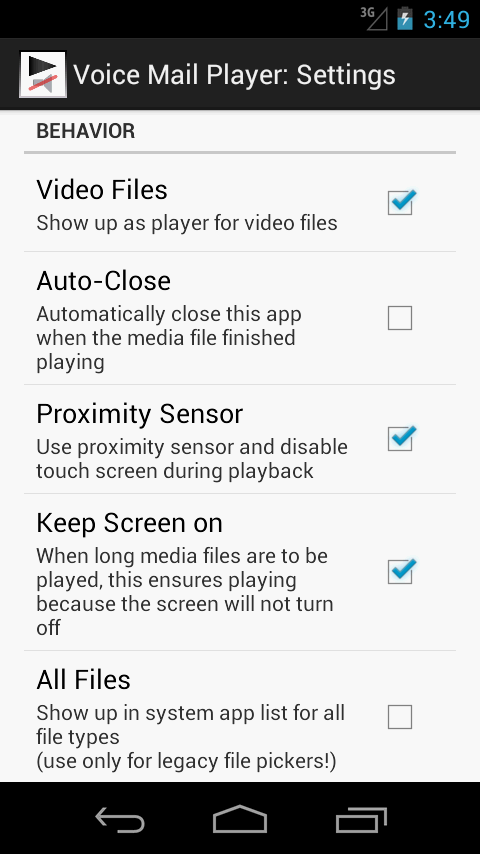 3G
3:49
Voice Mail Player: Settings
BEHAVIOR
Video Files
Show up as player for video files
Auto-Close
Automatically close this app
when the media file finished
playing
Proximity Sensor
Use proximity sensor and disable
touch screen during playback
Keep Screen on
When long media files are to be
played, this ensures playing
because the screen will not turn
off
All Files
Show up in system app list for all
file types
(use only for legacy file pickers!)